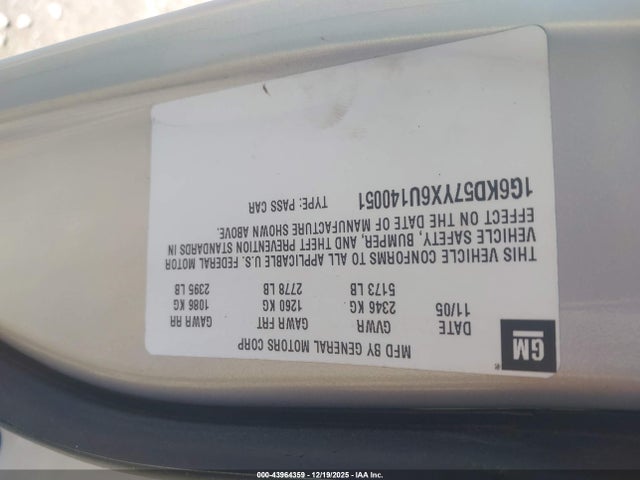 GM
MFD BY GENERAL MOTORS CORP
DATE GVWR GAWR FRT GAWR RR
11/05 2346 KG 1260 KG 1086 KG
5173 LB 2778 LB 2395 LB
THIS VEHICLE CONFORMS TO ALL APPLICABLE U.S. FEDERAL MOTOR
VEHICLE SAFETY, BUMPER, AND THEFT PREVENTION STANDARDS IN
EFFECT ON THE DATE OF MANUFACTURE SHOWN ABOVE.
1G6KD57YX6U140051 TYPE: PASS CAR
000-43964359 - 12/19/2025 - IAA Inc.